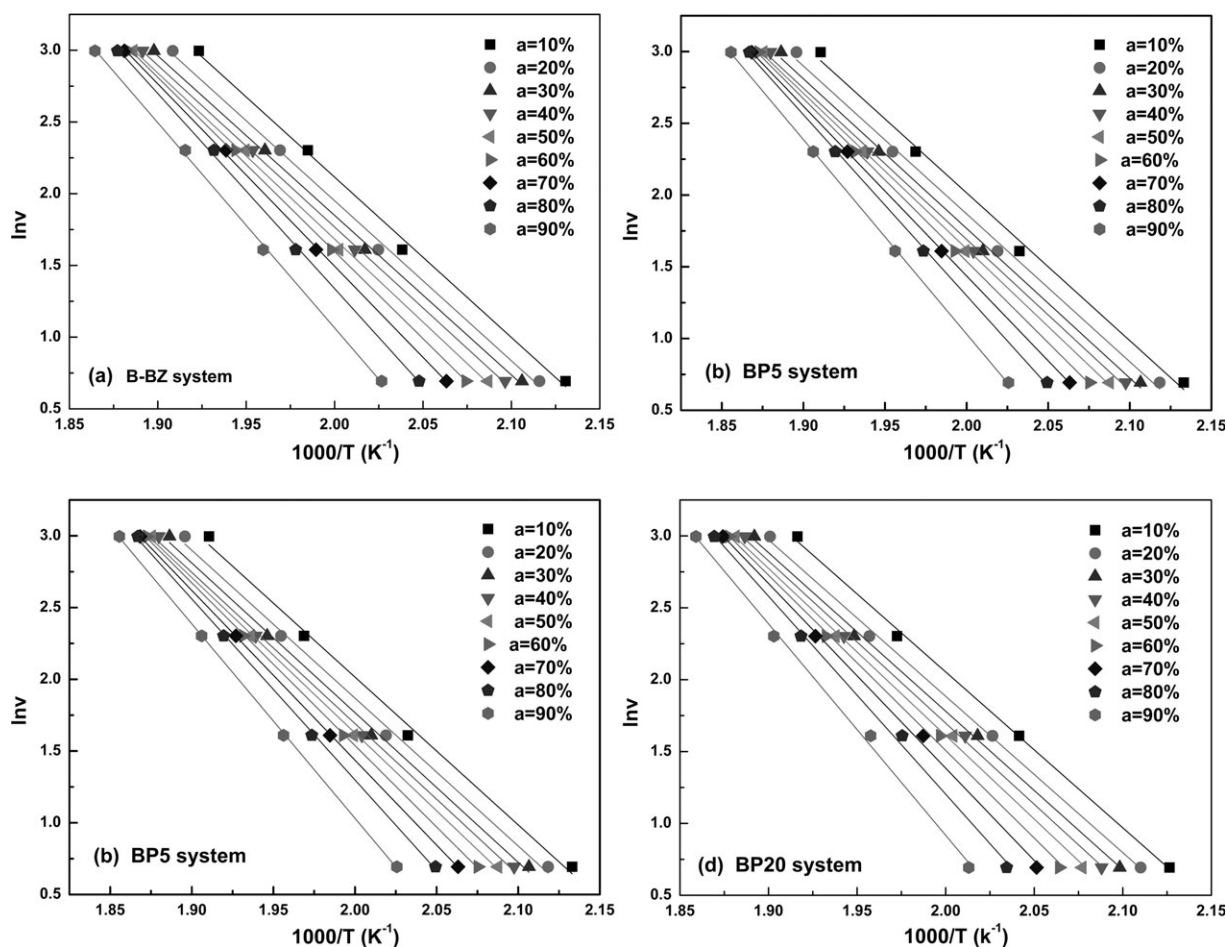 3.0
2.5
2.0
1.5
1.0
0.5
lnv
a=10%
a=20%
a=30%
a=40%
a=50%
a=60%
a=70%
a=80%
a=90%
(a) B-BZ system
1.85 1.90 1.95 2.00 2.05 2.10 2.15
1000/T (K⁻¹)
3.0
2.5
2.0
1.5
1.0
0.5
lnv
a=10%
a=20%
a=30%
a=40%
a=50%
a=60%
a=70%
a=80%
a=90%
(b) BP5 system
1.85 1.90 1.95 2.00 2.05 2.10 2.15
1000/T (K⁻¹)
3.0
2.5
2.0
1.5
1.0
0.5
lnv
a=10%
a=20%
a=30%
a=40%
a=50%
a=60%
a=70%
a=80%
a=90%
(b) BP5 system
1.85 1.90 1.95 2.00 2.05 2.10 2.15
1000/T (K⁻¹)
3.0
2.5
2.0
1.5
1.0
0.5
lnv
a=10%
a=20%
a=30%
a=40%
a=50%
a=60%
a=70%
a=80%
a=90%
(d) BP20 system
1.85 1.90 1.95 2.00 2.05 2.10 2.15
1000/T (k⁻¹)